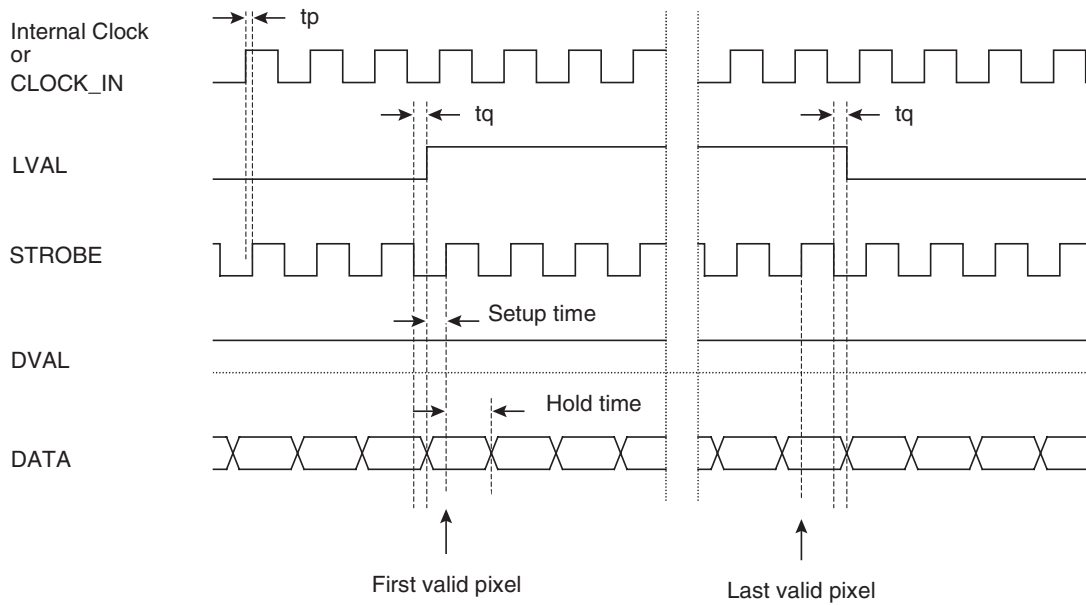 tp
Internal Clock
or
CLOCK_IN
tq
tq
LVAL
STROBE
Setup time
DVAL
Hold time
DATA
First valid pixel
Last valid pixel